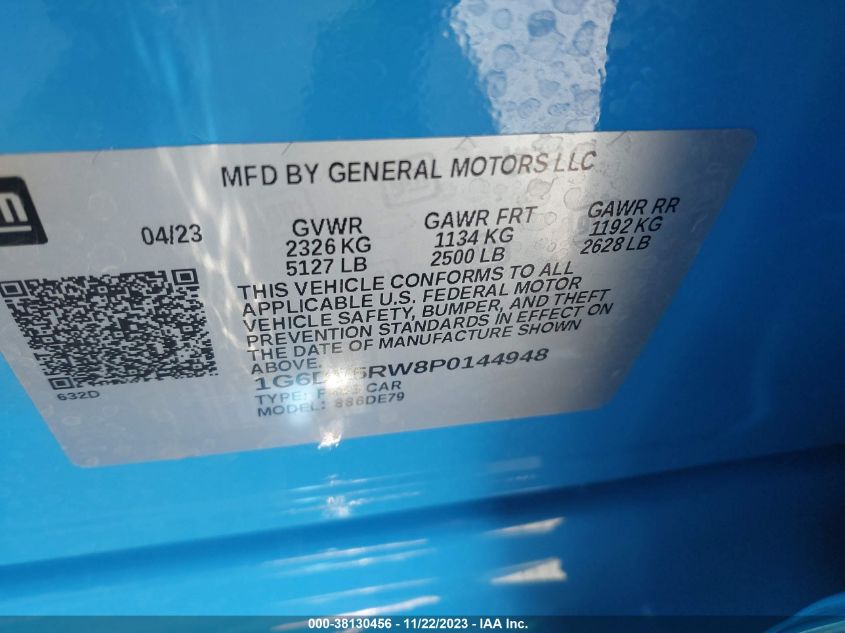 MFD BY GENERAL MOTORS LLC
04/23
GVWR
2326 KG
5127 LB
GAWR FRT
1134 KG
2500 LB
GAWR RR
1192 KG
2628 LB
THIS VEHICLE CONFORMS TO ALL
APPLICABLE U.S. FEDERAL MOTOR
VEHICLE SAFETY, BUMPER, AND THEFT
PREVENTION STANDARDS IN EFFECT ON
THE DATE OF MANUFACTURE SHOWN
ABOVE.
TYPE: CAR
MODEL:
632D
000-38130456 - 11/22/2023 - IAA Inc.